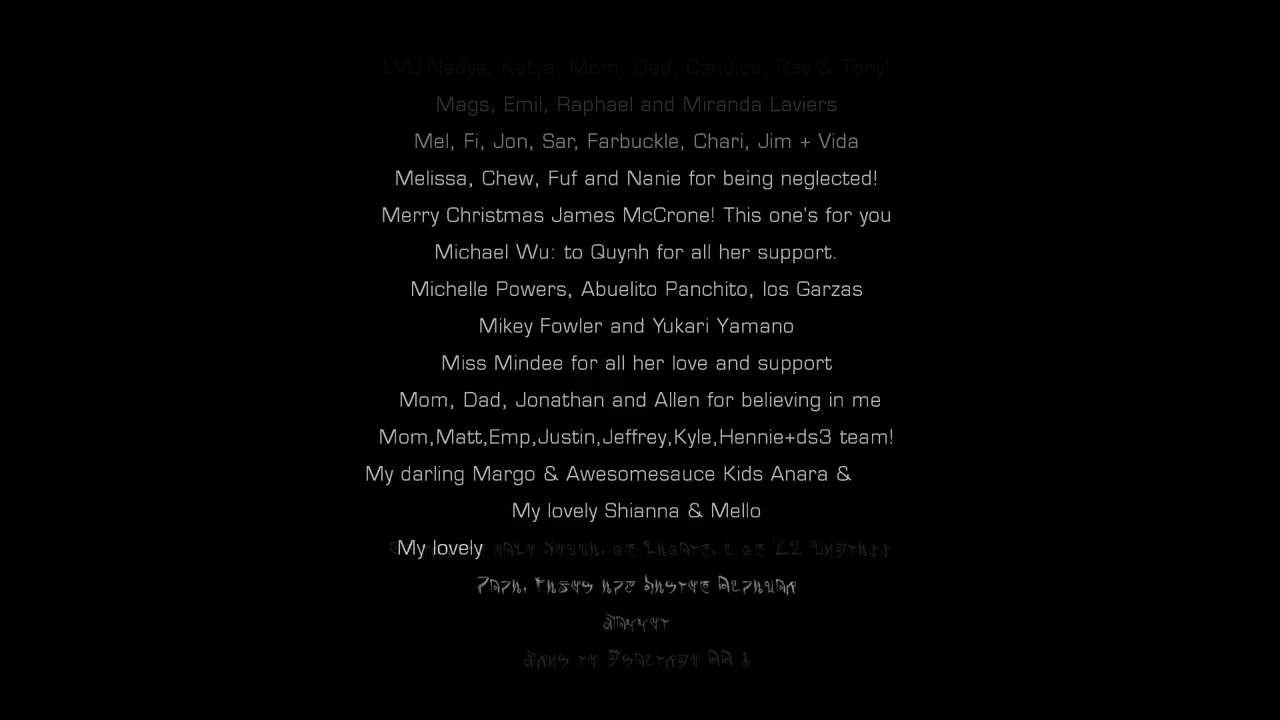 LVU:Nadya, Katya, Mom, Dad, Candice, Ray & Tony!
Mags, Emil, Raphael and Miranda Laviers
Mel, Fi, Jon, Sar, Farbuckle, Chari, Jim + Vida
Melissa, Chew, Fuf and Nanie for being neglected!
Merry Christmas James McCrone! This one's for you
Michael Wu: to Quynh for all her support.
Michelle Powers, Abuelito Panchito, los Garzas
Mikey Fowler and Yukari Yamano
Miss Mindee for all her love and support
Mom, Dad, Jonathan and Allen for believing in me
Mom,Matt,Emp,Justin,Jeffrey,Kyle,Hennie+ds3 team!
My darling Margo & Awesomesauce Kids Anara &
My lovely Shianna & Mello
My lovely